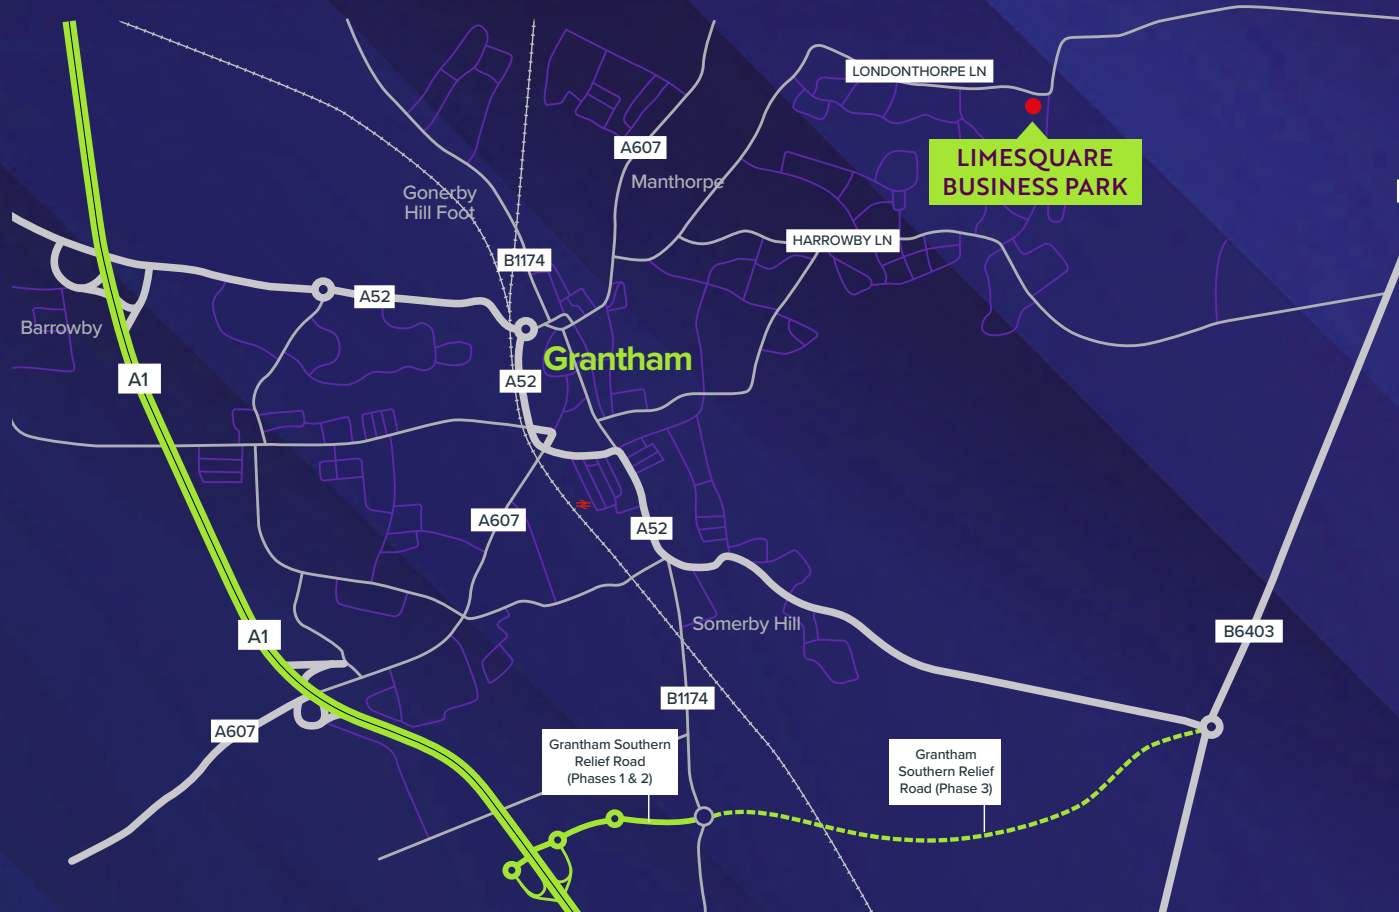 LONDONTHORPE LN
LIMESQUARE
BUSINESS PARK
A607
Manthorpe
Gonerby
Hill Foot
HARROWBY LN
B1174
A52
Barrowby
Grantham
A1
A52
A607
A52
Somerby Hill
A1
B6403
B1174
A607
Grantham Southern
Relief Road
(Phases 1 & 2)
Grantham
Southern Relief
Road (Phase 3)